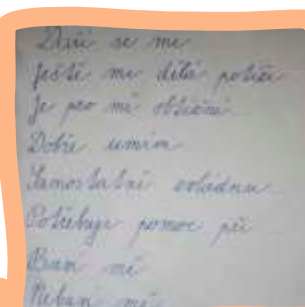 Daří se mi
Ještě mi dělá potíže
Je pro mě obtížné
Dobře umím
Samostatně zvládnu
Potřebuji pomoc při
Baví mě
Nebaví mě